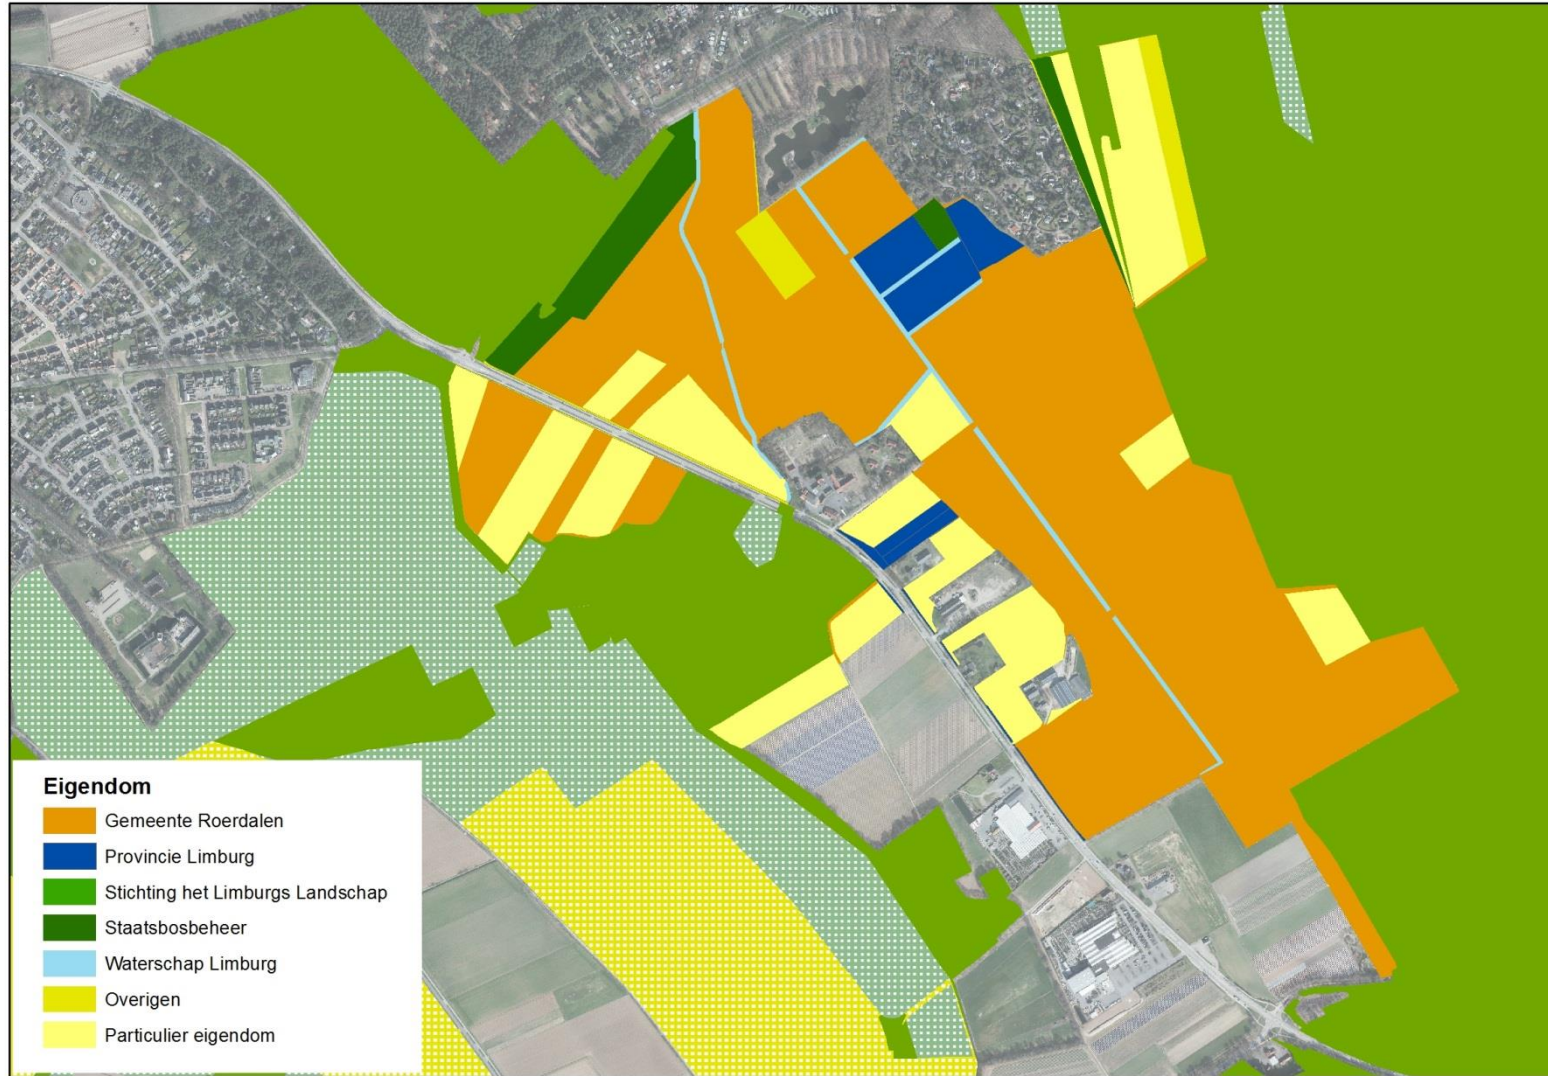 Eigendom
Gemeente Roerdalen
Provincie Limburg
Stichting het Limburgs Landschap
Staatsbosbeheer
Waterschap Limburg
Overigen
Particulier eigendom